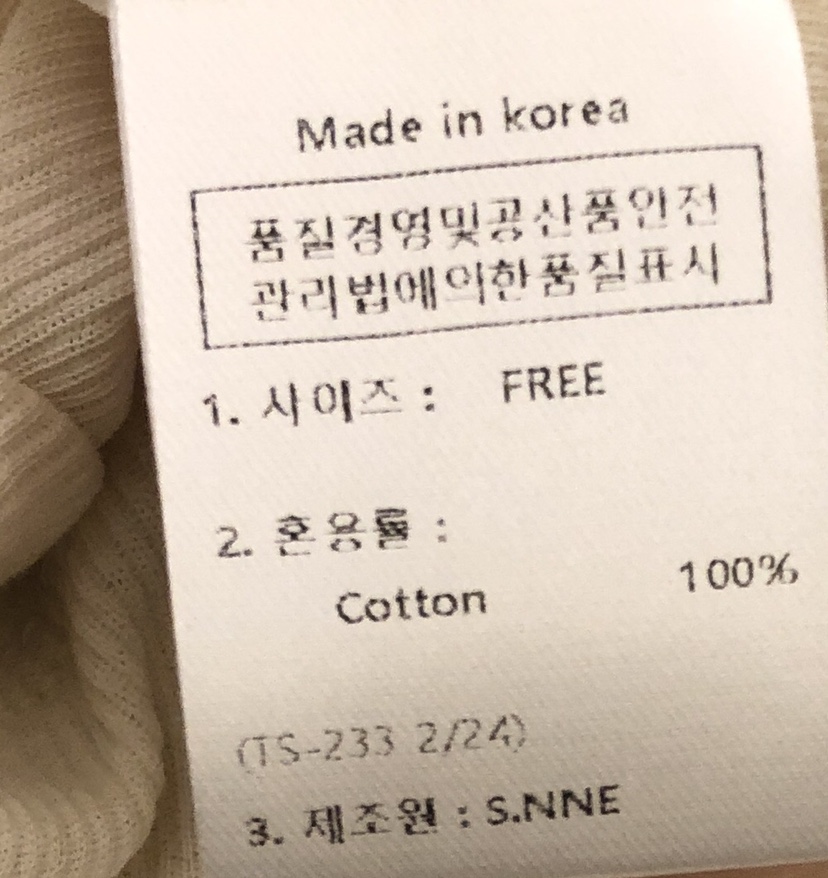 Made in korea
품질경영및공산품안전
관리법에의한품질표시
1. 사이즈 : FREE
2. 혼용률 :
Cotton 100%
(TS-233 2/24)
3. 제조원 : S.NNE